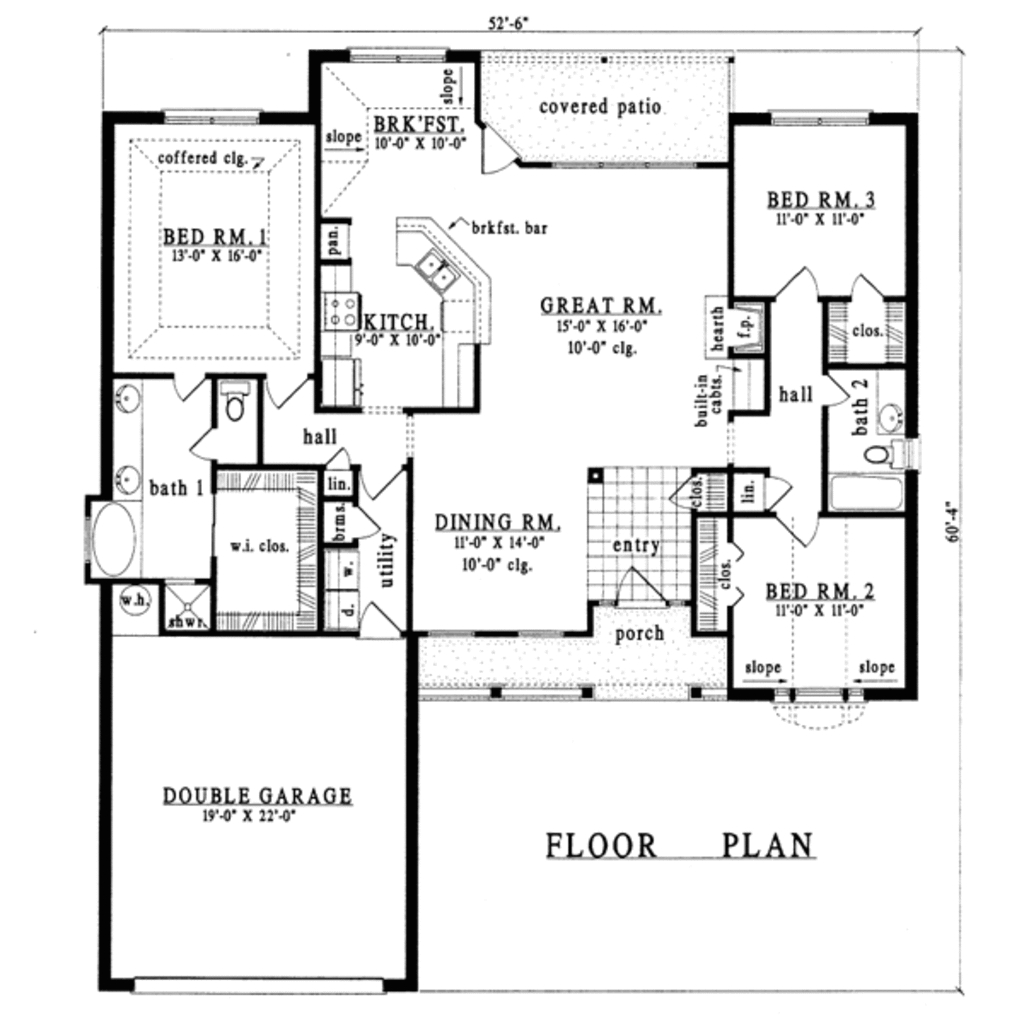 52'-6"
slope
covered patio
BRK'FST.
10'-0" X 10'-0"
slope
coffered clg.
BED RM. 3
11'-0" X 11'-0"
BED RM. 1
13'-0" X 16'-0"
pan.
brkfst. bar
GREAT RM.
15'-0" X 16'-0"
10'-0" clg.
hearth
f.p.
KITCH.
9'-0" X 10'-0"
clos.
built-in
cabts.
hall
bath 2
hall
bath 1
lin.
clos.
lin.
brms.
DINING RM.
11'-0" X 14'-0"
10'-0" clg.
entry
60'-4"
w.i. clos.
utility
w.
clos.
BED RM. 2
11'-0" X 11'-0"
w.h.
d.
shwr.
porch
slope
slope
DOUBLE GARAGE
19'-0" X 22'-0"
FLOOR PLAN